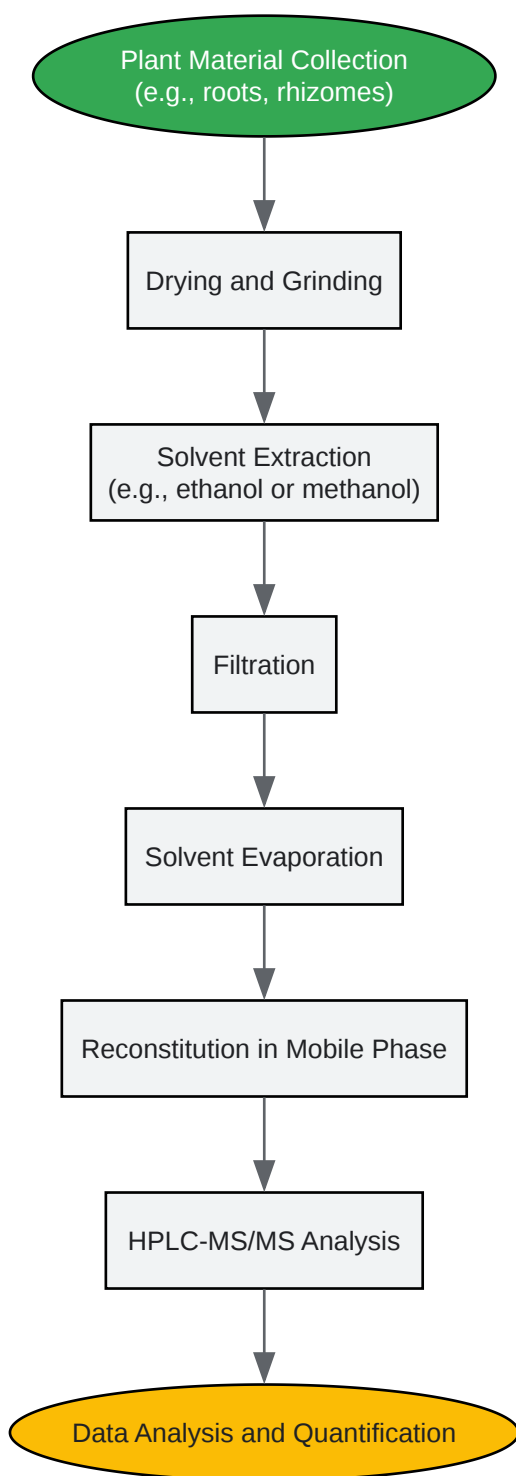 Plant Material Collection
(e.g., roots, rhizomes)
Drying and Grinding
Solvent Extraction
(e.g., ethanol or methanol)
Filtration
Solvent Evaporation
Reconstitution in Mobile Phase
HPLC-MS/MS Analysis
Data Analysis and Quantification